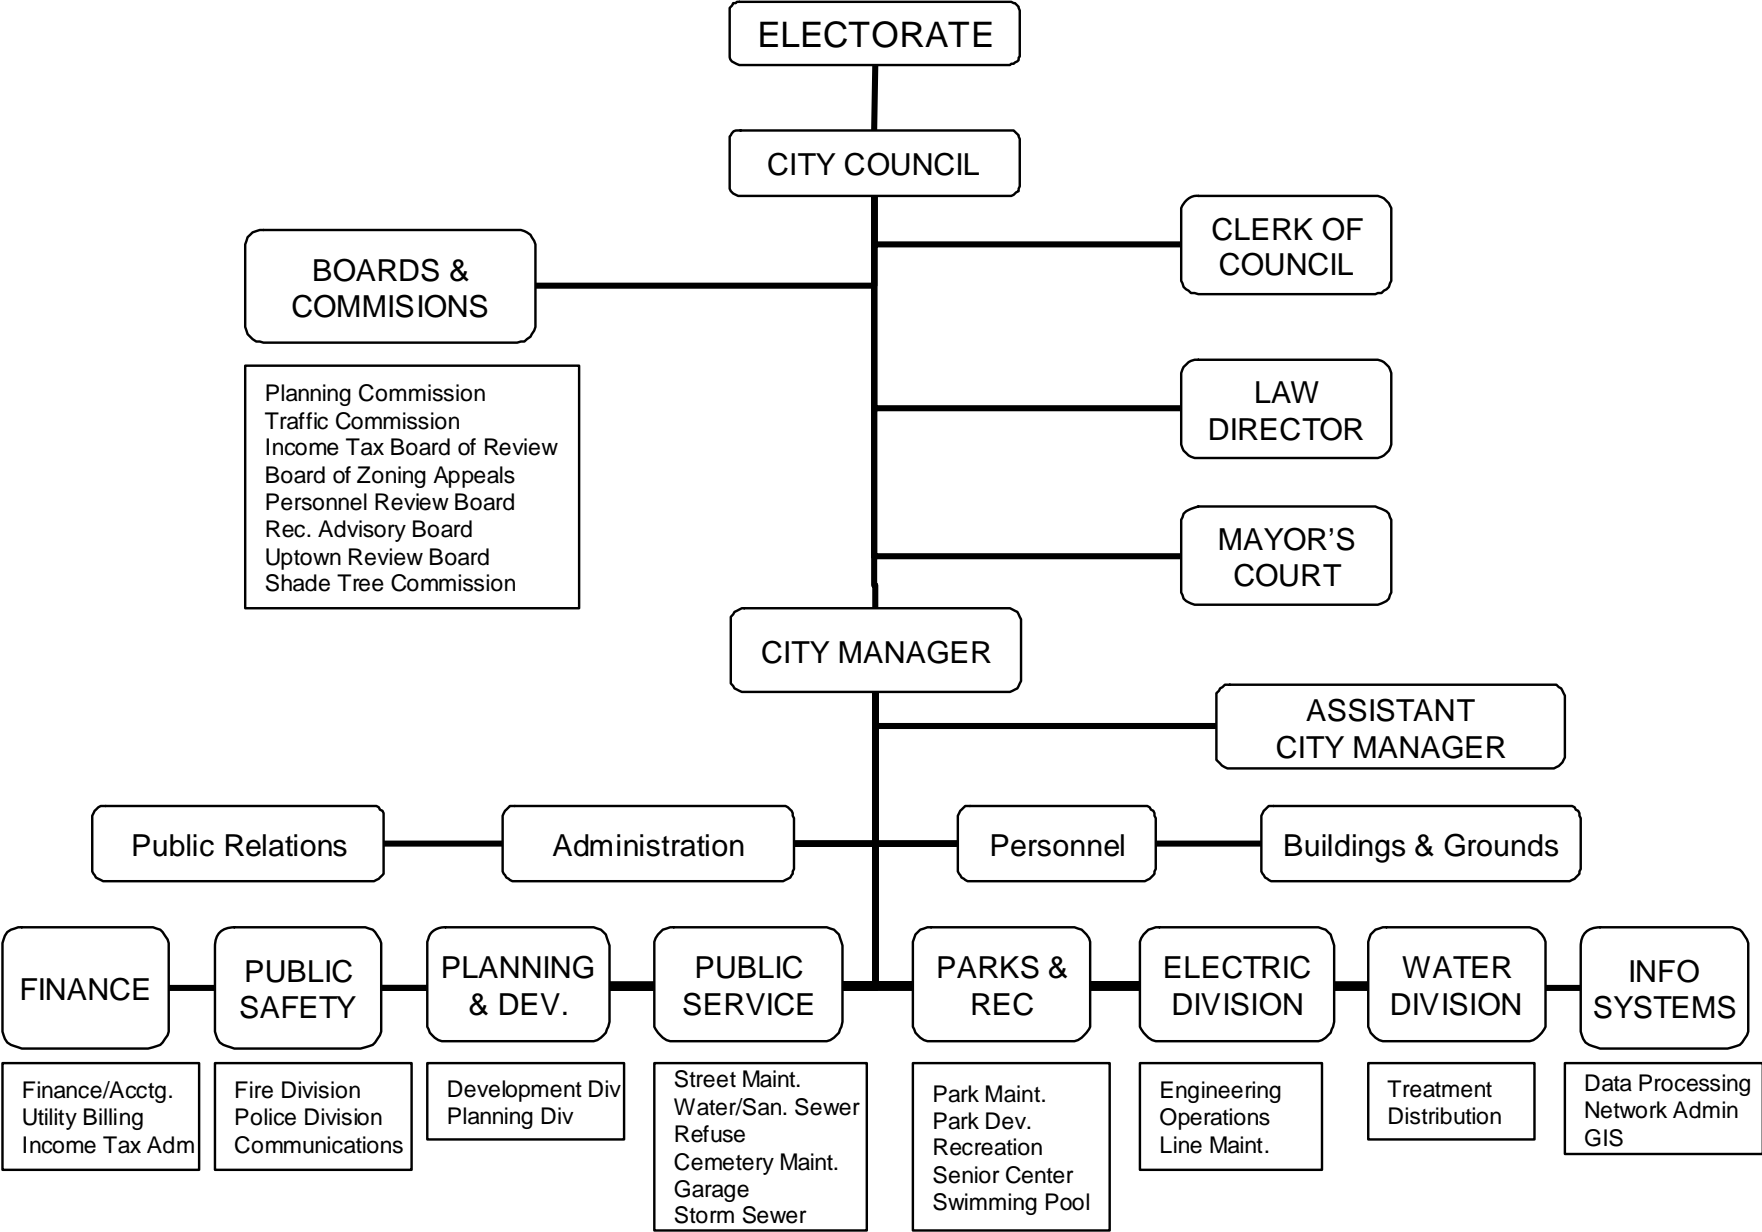 ELECTORATE
CITY COUNCIL
CLERK OF
COUNCIL
BOARDS &
COMMISIONS
Planning Commission
Traffic Commission
Income Tax Board of Review
Board of Zoning Appeals
Personnel Review Board
Rec. Advisory Board
Uptown Review Board
Shade Tree Commission
LAW
DIRECTOR
MAYOR’S
COURT
CITY MANAGER
ASSISTANT
CITY MANAGER
Public Relations
Administration
Personnel
Buildings & Grounds
FINANCE
Finance/Acctg.
Utility Billing
Income Tax Adm
PUBLIC
SAFETY
Fire Division
Police Division
Communications
PLANNING
& DEV.
Development Div
Planning Div
PUBLIC
SERVICE
Street Maint.
Water/San. Sewer
Refuse
Cemetery Maint.
Garage
Storm Sewer
PARKS &
REC
Park Maint.
Park Dev.
Recreation
Senior Center
Swimming Pool
ELECTRIC
DIVISION
Engineering
Operations
Line Maint.
WATER
DIVISION
Treatment
Distribution
INFO
SYSTEMS
Data Processing
Network Admin
GIS